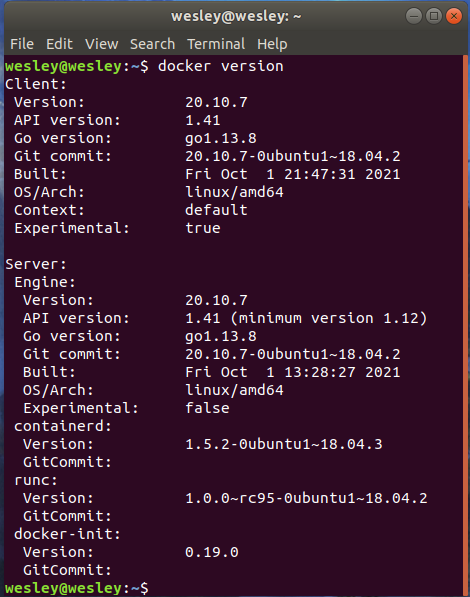 wesley@wesley: ~
File Edit View Search Terminal Help
wesley@wesley:~$ docker version
Client:
 Version:           20.10.7
 API version:       1.41
 Go version:        go1.13.8
 Git commit:        20.10.7-0ubuntu1~18.04.2
 Built:             Fri Oct  1 21:47:31 2021
 OS/Arch:           linux/amd64
 Context:           default
 Experimental:      true

Server:
 Engine:
  Version:          20.10.7
  API version:      1.41 (minimum version 1.12)
  Go version:       go1.13.8
  Git commit:       20.10.7-0ubuntu1~18.04.2
  Built:            Fri Oct  1 13:28:27 2021
  OS/Arch:          linux/amd64
  Experimental:     false
 containerd:
  Version:          1.5.2-0ubuntu1~18.04.3
  GitCommit:
 runc:
  Version:          1.0.0~rc95-0ubuntu1~18.04.2
  GitCommit:
 docker-init:
  Version:          0.19.0
  GitCommit:
wesley@wesley:~$